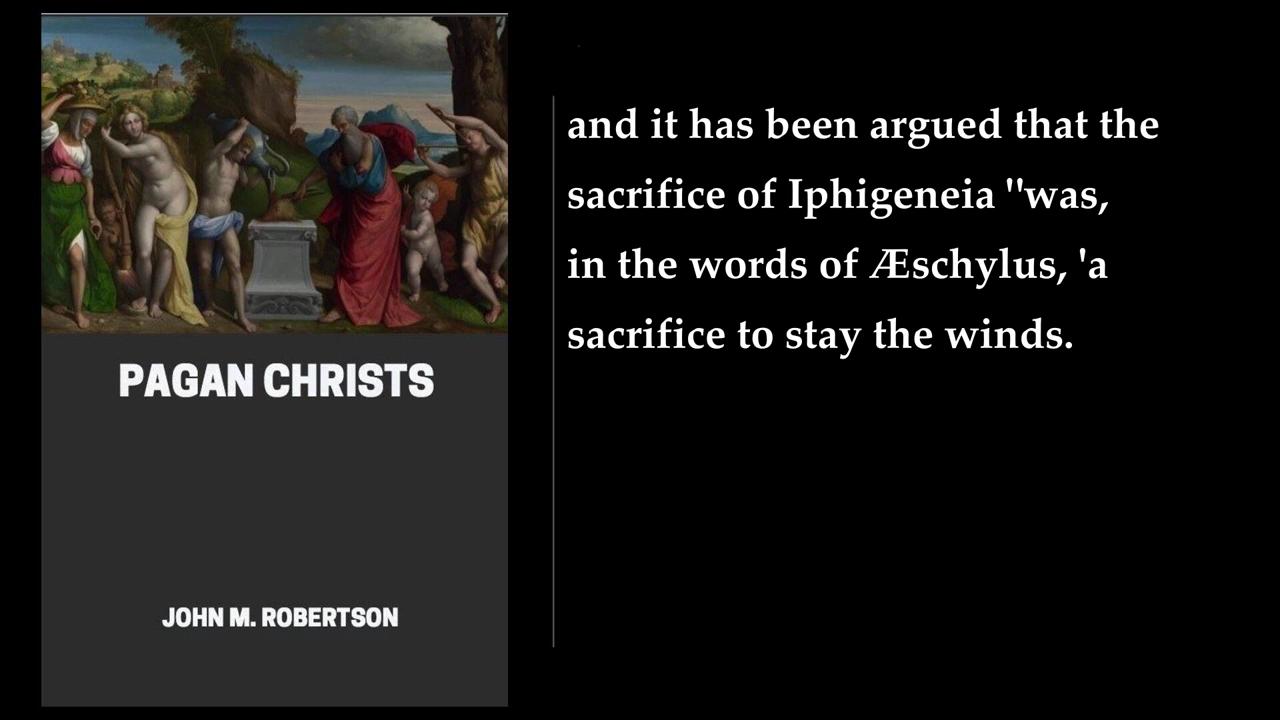 PAGAN CHRISTS
JOHN M. ROBERTSON
and it has been argued that the
sacrifice of Iphigeneia "was,
in the words of Æschylus, 'a
sacrifice to stay the winds.